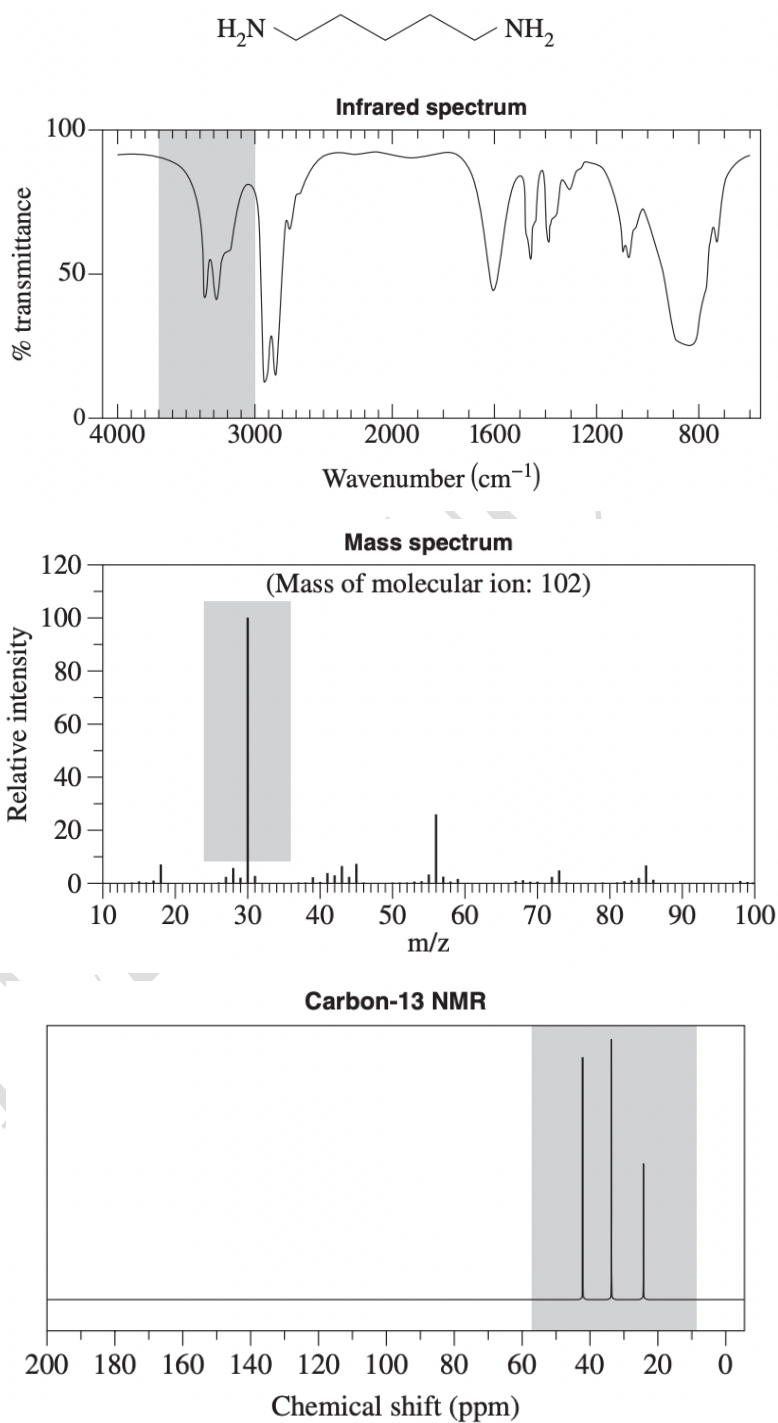 H₂N NH₂
Infrared spectrum
100
50
0
% transmittance
4000 3000 2000 1600 1200 800
Wavenumber (cm⁻¹)
Mass spectrum
(Mass of molecular ion: 102)
120
100
80
60
40
20
0
Relative intensity
10 20 30 40 50 60 70 80 90 100
m/z
Carbon-13 NMR
200 180 160 140 120 100 80 60 40 20 0
Chemical shift (ppm)